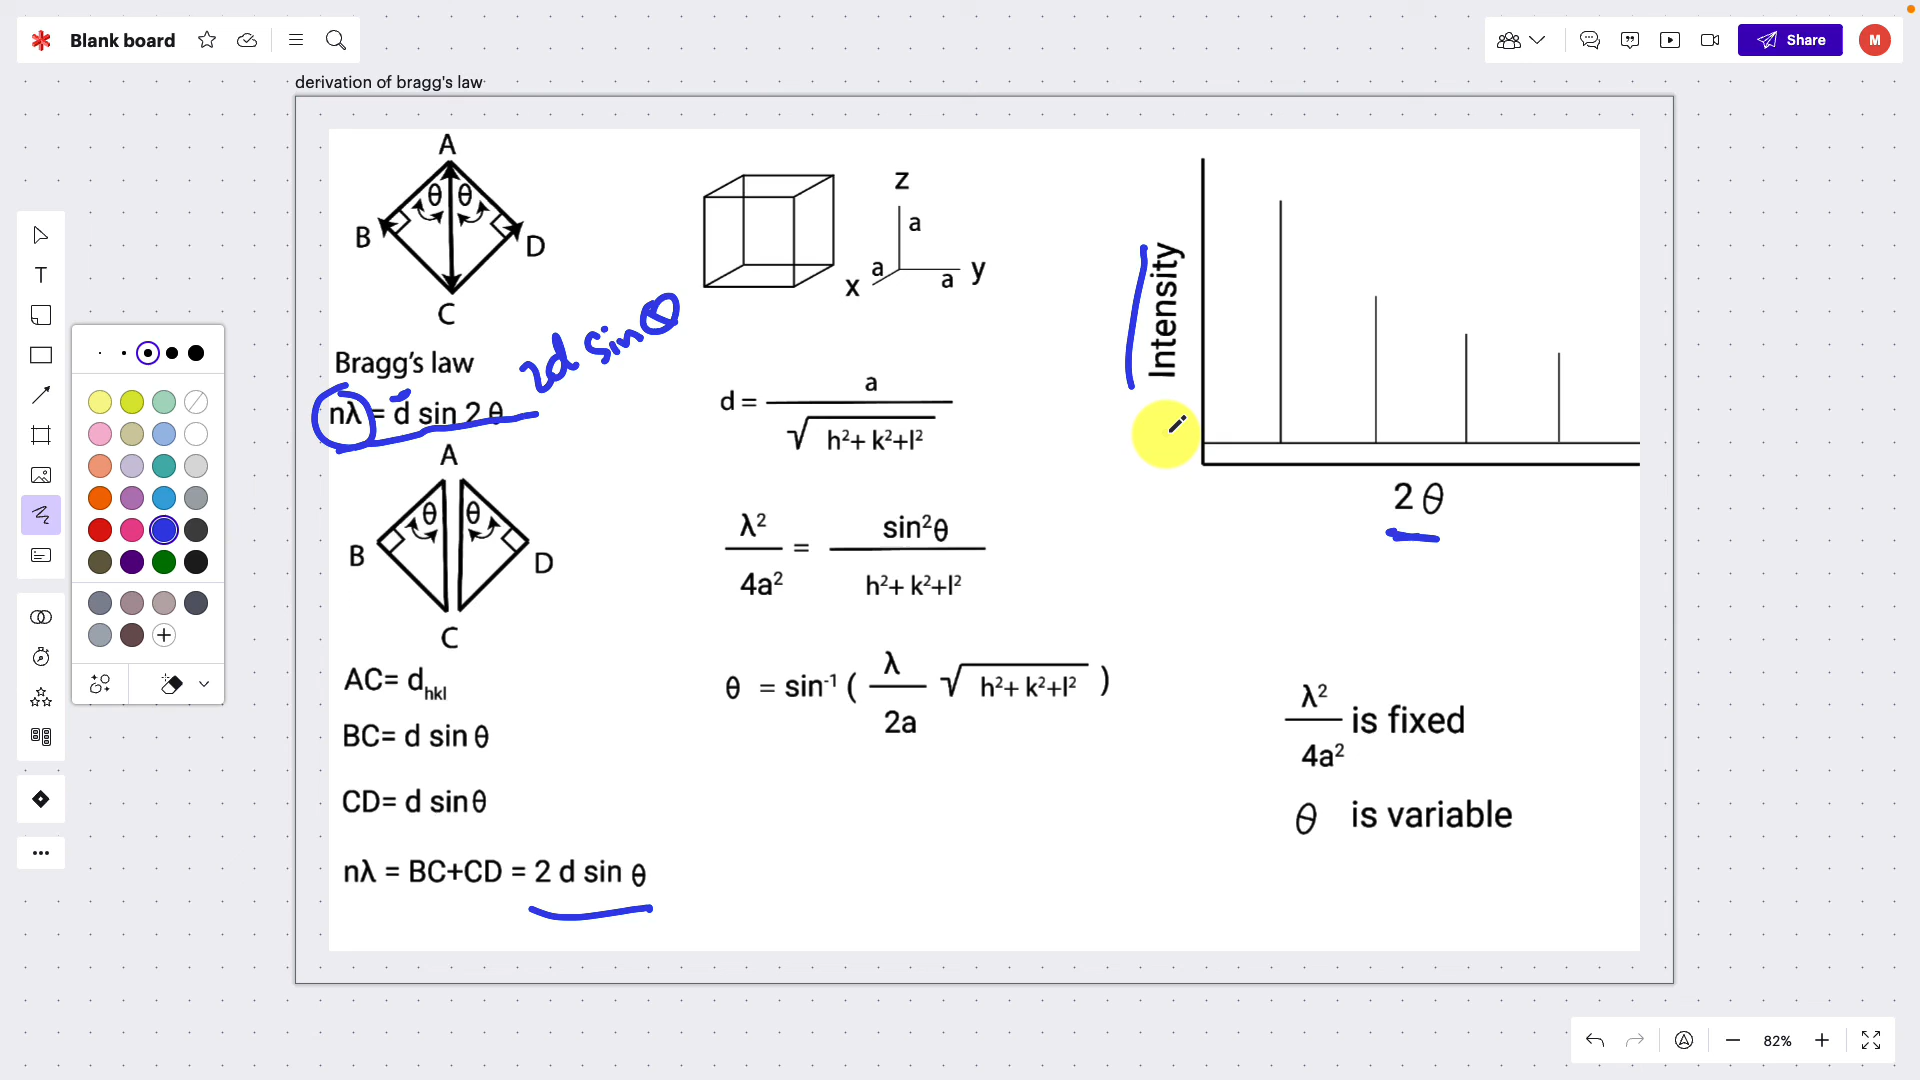 Blank board
Share
M
derivation of bragg's law
A
θ θ
B
D
C
Bragg's law
nλ = d sin 2 θ
2d sinθ
A
θ θ
B
D
C
AC= dhkl
BC= d sin θ
CD= d sinθ
nλ = BC+CD = 2 d sin θ
z
a
a
a
y
x
d = a / √ h²+ k²+l²
λ² / 4a² = sin²θ / h²+ k²+l²
θ = sin⁻¹ ( λ / 2a √ h²+ k²+l² )
Intensity
2 θ
λ² / 4a² is fixed
θ is variable
T
82%